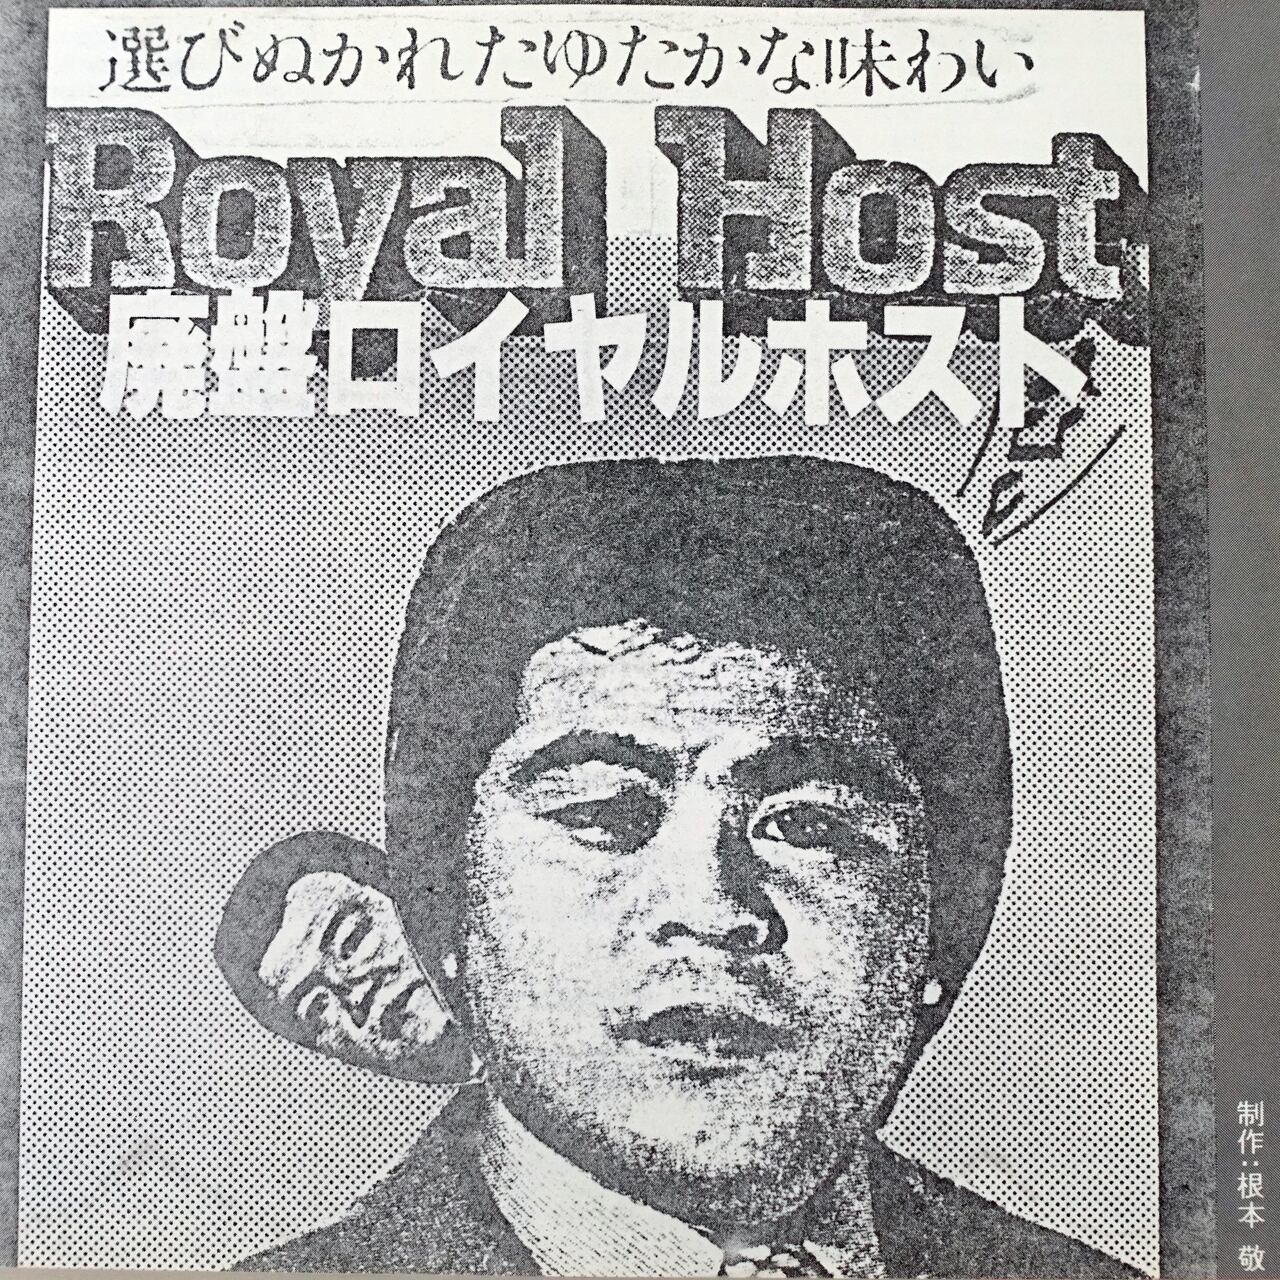 選びぬかれたゆたかな味わい
Royal Host
廃盤ロイヤルホスト
制作:根本 敬